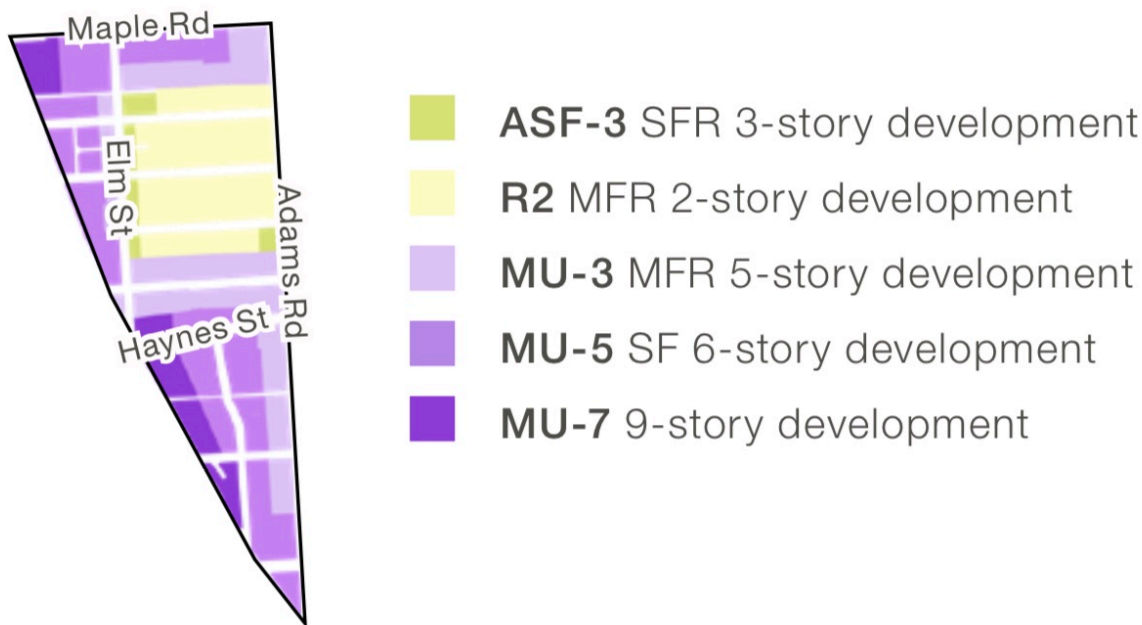 Maple Rd
Elm St
Adams Rd
Haynes St
ASF-3 SFR 3-story development
R2 MFR 2-story development
MU-3 MFR 5-story development
MU-5 SF 6-story development
MU-7 9-story development